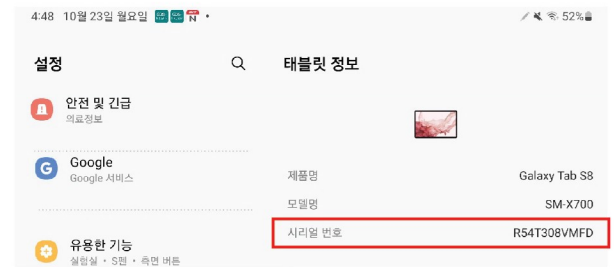 4:48 10월 23일 월요일
52%
설정
태블릿 정보
안전 및 긴급
의료정보
Google
Google 서비스
제품명 Galaxy Tab S8
모델명 SM-X700
시리얼 번호 R54T308VMFD
유용한 기능
실험실 • S펜 • 측면 버튼